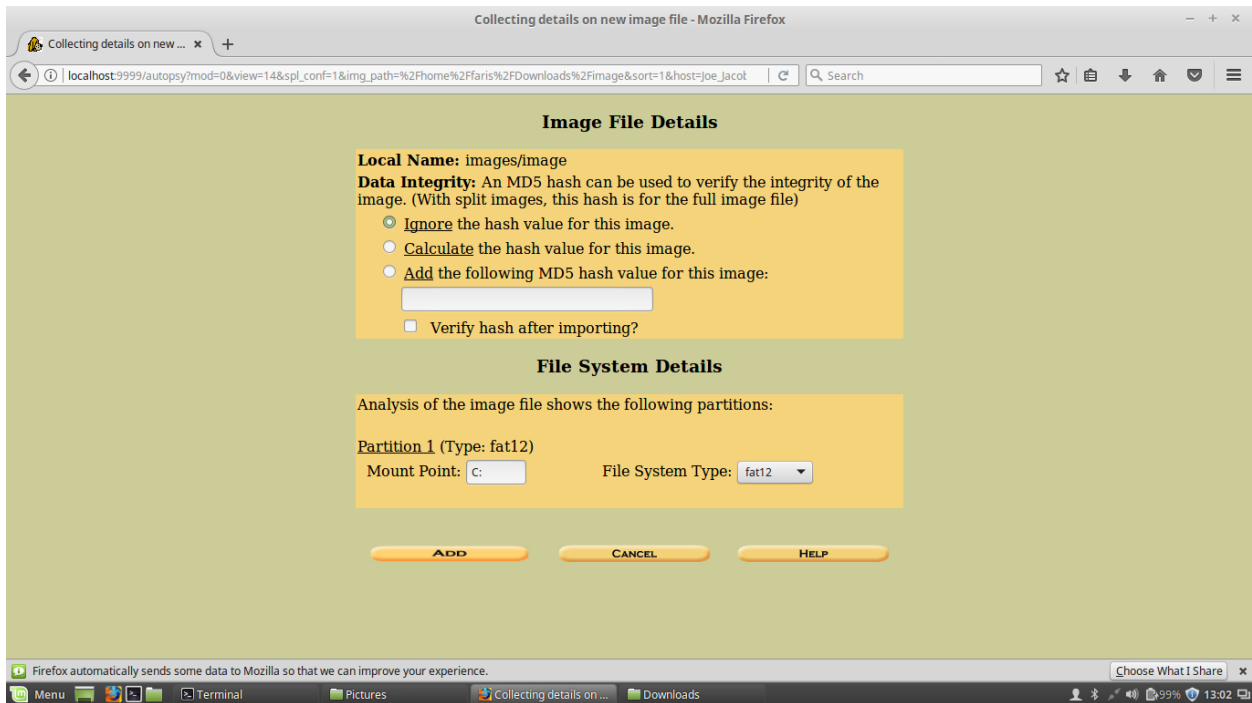 Collecting details on new image file - Mozilla Firefox
Collecting details on new ...
localhost:9999/autopsy?mod=0&view=14&spl_conf=1&img_path=%2Fhome%2Ffaris%2FDownloads%2Fimage&sort=1&host=Joe_Jacob
Search
Image File Details
Local Name: images/image
Data Integrity: An MD5 hash can be used to verify the integrity of the
image. (With split images, this hash is for the full image file)
Ignore the hash value for this image.
Calculate the hash value for this image.
Add the following MD5 hash value for this image:
Verify hash after importing?
File System Details
Analysis of the image file shows the following partitions:
Partition 1 (Type: fat12)
Mount Point: C: File System Type: fat12
ADD CANCEL HELP
Firefox automatically sends some data to Mozilla so that we can improve your experience. Choose What I Share
Menu Terminal Pictures Collecting details on ... Downloads 99% 13:02